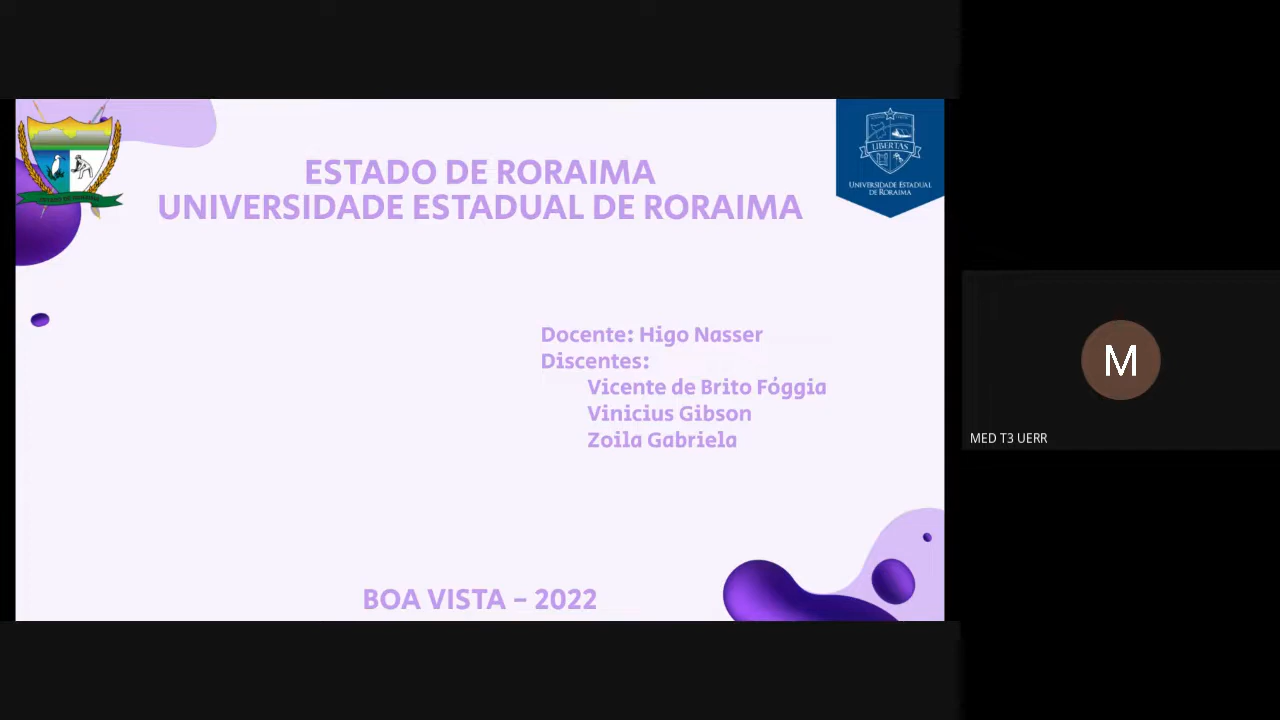 ESTADO DE RORAIMA
UNIVERSIDADE ESTADUAL DE RORAIMA
LIBERTAS
UNIVERSIDADE ESTADUAL
DE RORAIMA
Docente: Higo Nasser
Discentes:
Vicente de Brito Fóggia
Vinicius Gibson
Zoila Gabriela
BOA VISTA – 2022
M
MED T3 UERR